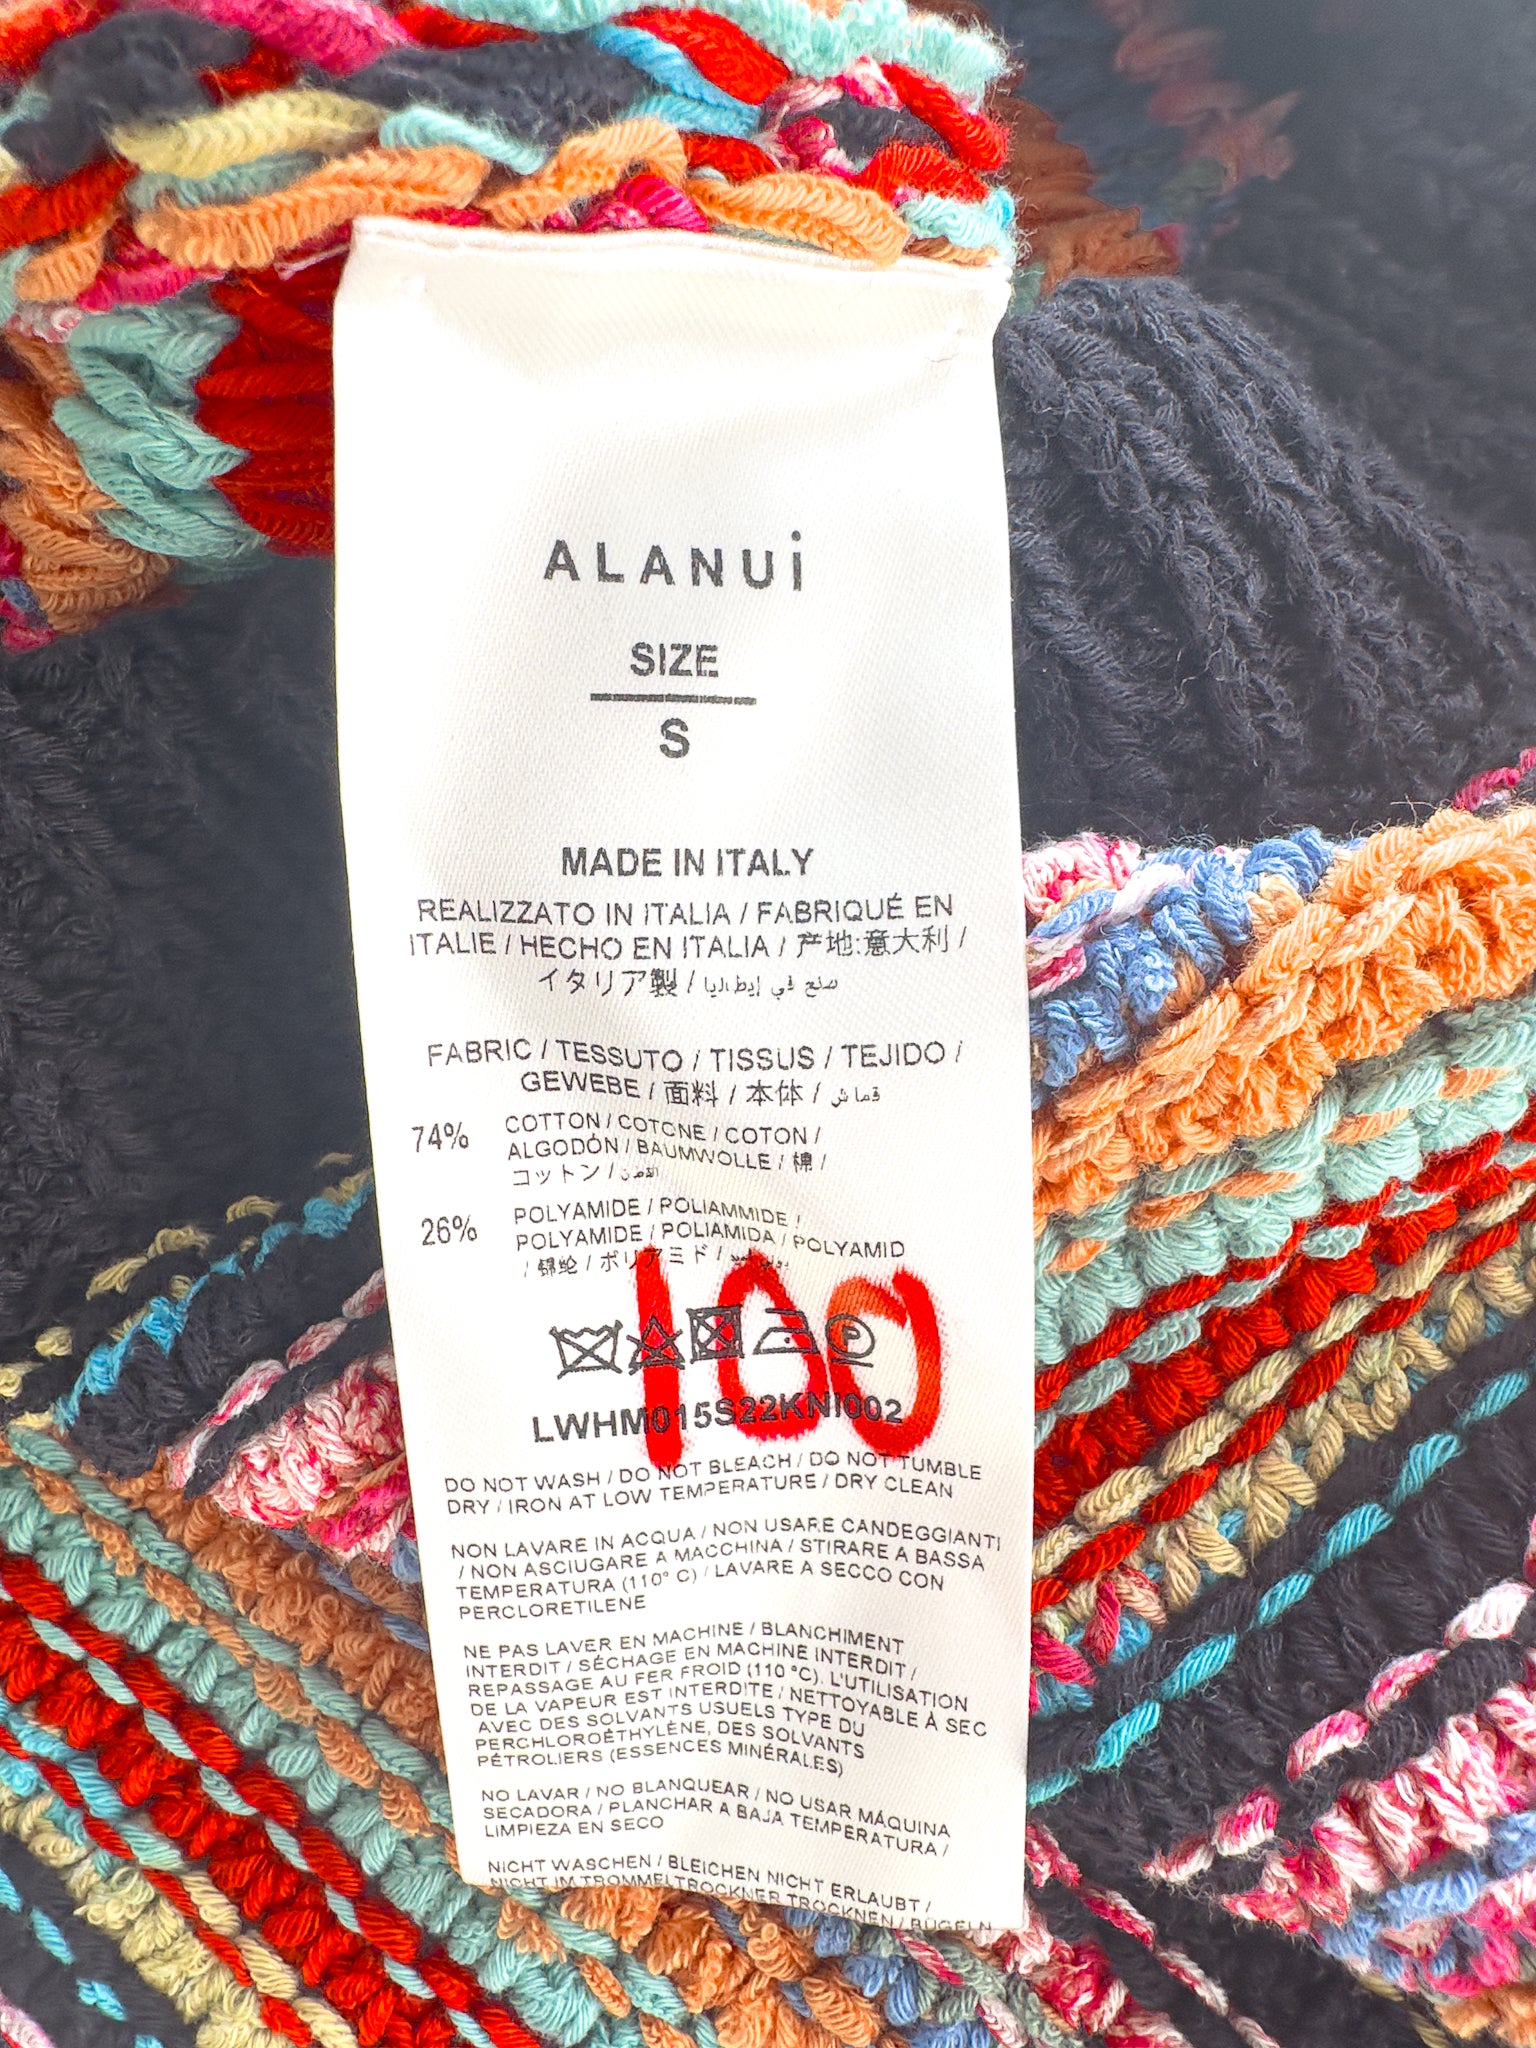 ALANUi
SIZE
S
MADE IN ITALY
REALIZZATO IN ITALIA / FABRIQUÉ EN
ITALIE / HECHO EN ITALIA / 产地:意大利 /
イタリア製 / صنع في إيطاليا
FABRIC / TESSUTO / TISSUS / TEJIDO /
GEWEBE / 面料 / 本体 / قماش
74% COTTON / COTONE / COTON /
ALGODÓN / BAUMWOLLE / 棉 /
コットン /
26% POLYAMIDE / POLIAMMIDE /
POLYAMIDE / POLIAMIDA / POLYAMID
/ 锦纶 / ポリアミド /
100
P
LWHM015S22KNI002
DO NOT WASH / DO NOT BLEACH / DO NOT TUMBLE
DRY / IRON AT LOW TEMPERATURE / DRY CLEAN
NON LAVARE IN ACQUA / NON USARE CANDEGGIANTI
/ NON ASCIUGARE A MACCHINA / STIRARE A BASSA
TEMPERATURA (110° C) / LAVARE A SECCO CON
PERCLORETILENE
NE PAS LAVER EN MACHINE / BLANCHIMENT
INTERDIT / SÉCHAGE EN MACHINE INTERDIT /
REPASSAGE AU FER FROID (110 °C). L'UTILISATION
DE LA VAPEUR EST INTERDITE / NETTOYABLE À SEC
AVEC DES SOLVANTS USUELS TYPE DU
PERCHLOROÉTHYLÈNE, DES SOLVANTS
PÉTROLIERS (ESSENCES MINÉRALES)
NO LAVAR / NO BLANQUEAR / NO USAR MÁQUINA
SECADORA / PLANCHAR A BAJA TEMPERATURA /
LIMPIEZA EN SECO
NICHT WASCHEN / BLEICHEN NICHT ERLAUBT /
NICHT IM TROMMELTROCKNER TROCKNEN / BÜGELN